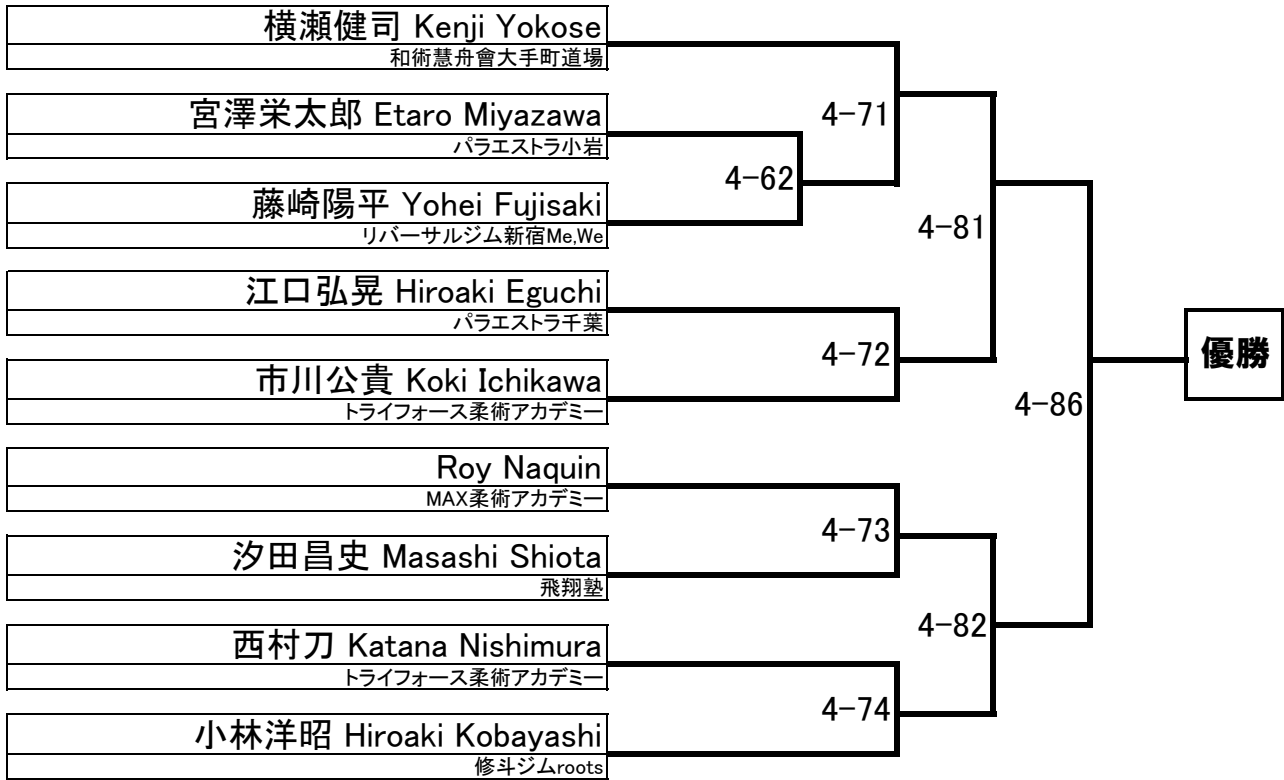 横瀬健司 Kenji Yokose
和術慧舟會大手町道場
宮澤栄太郎 Etaro Miyazawa
パラエストラ小岩
藤崎陽平 Yohei Fujisaki
リバーサルジム新宿Me,We
江口弘晃 Hiroaki Eguchi
パラエストラ千葉
市川公貴 Koki Ichikawa
トライフォース柔術アカデミー
Roy Naquin
MAX柔術アカデミー
汐田昌史 Masashi Shiota
飛翔塾
西村刀 Katana Nishimura
トライフォース柔術アカデミー
小林洋昭 Hiroaki Kobayashi
修斗ジムroots
4-62
4-71
4-72
4-73
4-74
4-81
4-82
4-86
優勝